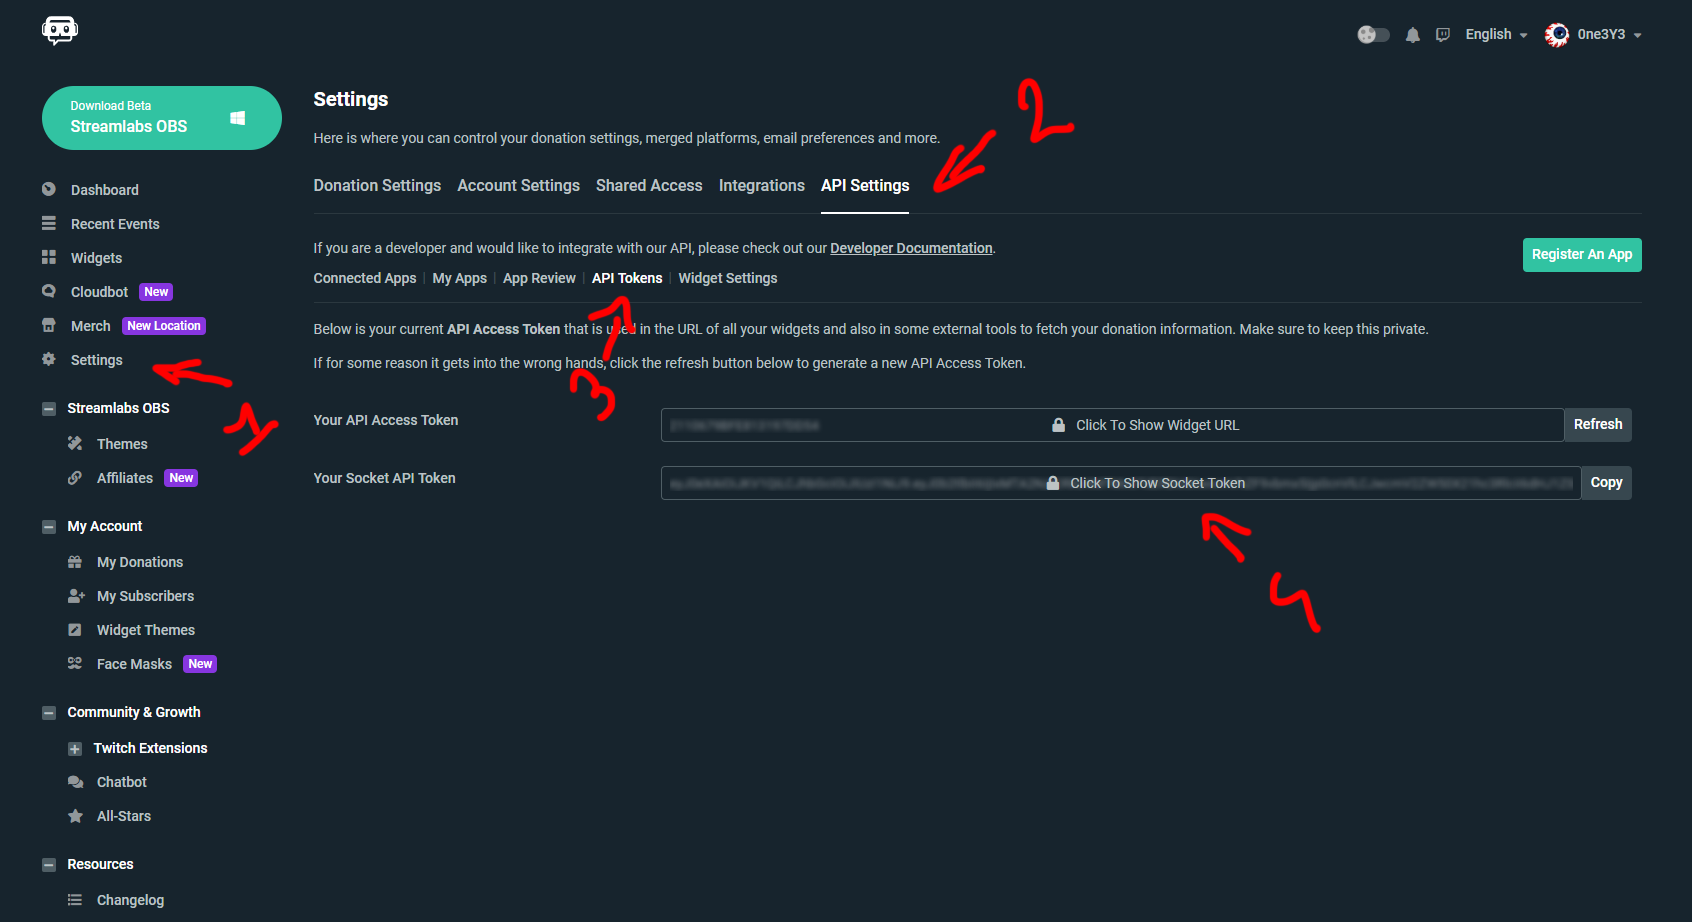 English
0ne3Y3
Download Beta
Streamlabs OBS
Dashboard
Recent Events
Widgets
Cloudbot New
Merch New Location
Settings
Streamlabs OBS
Themes
Affiliates New
My Account
My Donations
My Subscribers
Widget Themes
Face Masks New
Community & Growth
Twitch Extensions
Chatbot
All-Stars
Resources
Changelog
Settings
Here is where you can control your donation settings, merged platforms, email preferences and more.
Donation Settings Account Settings Shared Access Integrations API Settings
If you are a developer and would like to integrate with our API, please check out our Developer Documentation.
Register An App
Connected Apps | My Apps | App Review | API Tokens | Widget Settings
Below is your current API Access Token that is used in the URL of all your widgets and also in some external tools to fetch your donation information. Make sure to keep this private.
If for some reason it gets into the wrong hands, click the refresh button below to generate a new API Access Token.
Your API Access Token
Click To Show Widget URL
Refresh
Your Socket API Token
Click To Show Socket Token
Copy
1
2
3
4